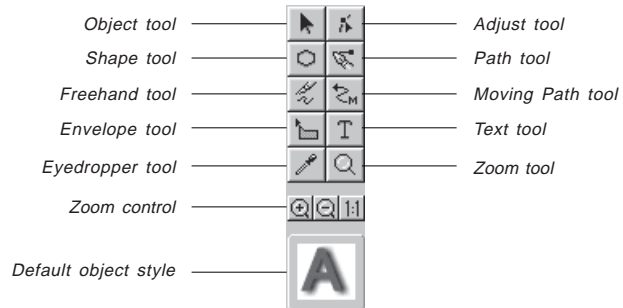 Object tool
Adjust tool
Shape tool
Path tool
Freehand tool
M
Moving Path tool
Envelope tool
T
Text tool
Eyedropper tool
Zoom tool
Zoom control
1:1
Default object style
A